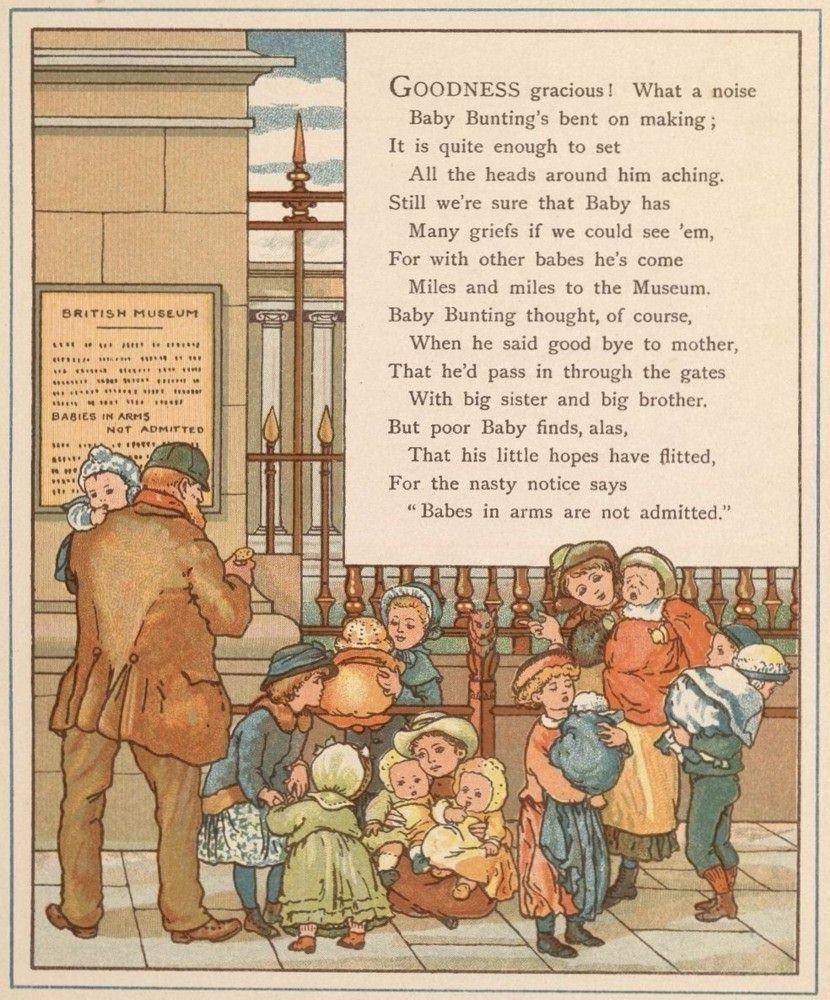 GOODNESS gracious! What a noise
Baby Bunting's bent on making;
It is quite enough to set
All the heads around him aching.
Still we're sure that Baby has
Many griefs if we could see 'em,
For with other babes he's come
Miles and miles to the Museum.
Baby Bunting thought, of course,
When he said good bye to mother,
That he'd pass in through the gates
With big sister and big brother.
But poor Baby finds, alas,
That his little hopes have flitted,
For the nasty notice says
"Babes in arms are not admitted."
BRITISH MUSEUM
BABIES IN ARMS
NOT ADMITTED